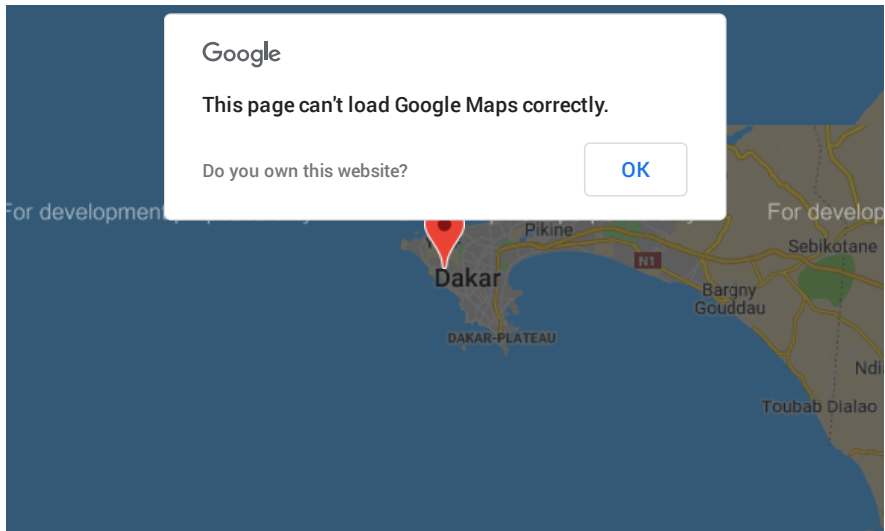 Google
This page can't load Google Maps correctly.
Do you own this website?
OK
For development
For develop
Pikine
Sebikotane
N1
Dakar
Bargny
Gouddau
DAKAR-PLATEAU
Ndi
Toubab Dialao